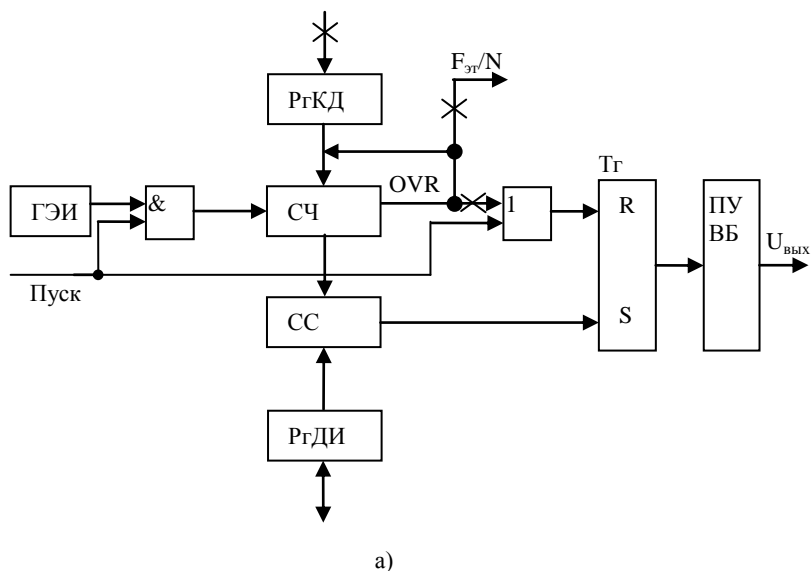 Fэт/N
РгКД
Тг
OVR
ГЭИ
&
СЧ
1
R
ПУ
ВБ
Uвых
Пуск
СС
S
РгДИ
а)